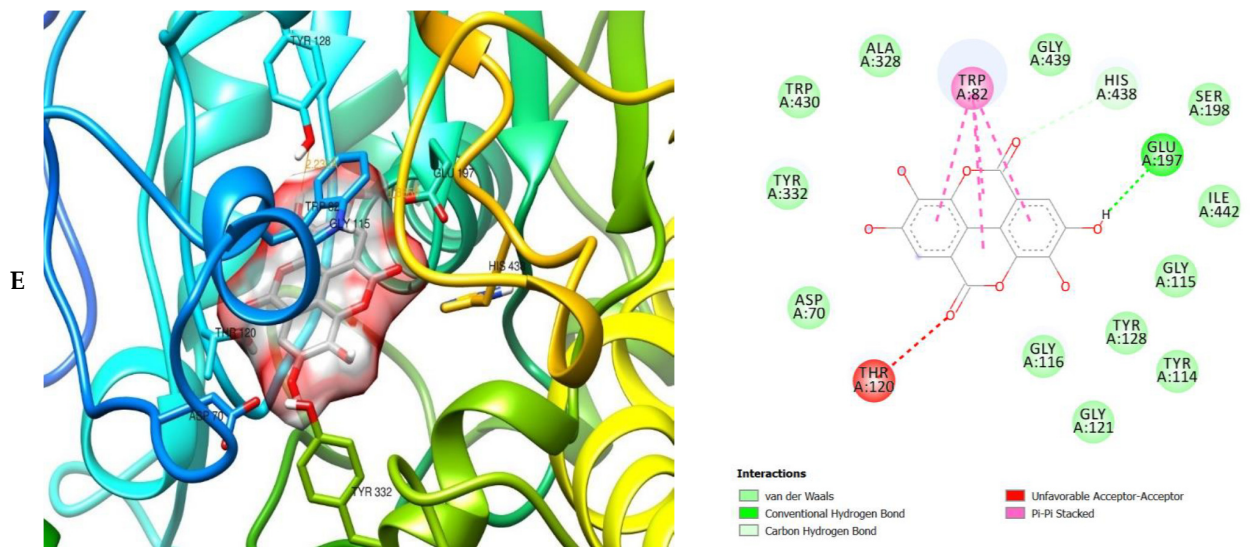 E
TYR 128
2.23
GLU 197
TRP 82
GLY 115
HIS 438
THR 120
ASP 70
TYR 332
ALA
A:328
GLY
A:439
TRP
A:82
HIS
A:438
TRP
A:430
SER
A:198
GLU
A:197
TYR
A:332
ILE
A:442
O
O
O
O
H
O
O
O
O
GLY
A:115
ASP
A:70
TYR
A:128
GLY
A:116
TYR
A:114
THR
A:120
GLY
A:121
Interactions
van der Waals
Conventional Hydrogen Bond
Carbon Hydrogen Bond
Unfavorable Acceptor-Acceptor
Pi-Pi Stacked